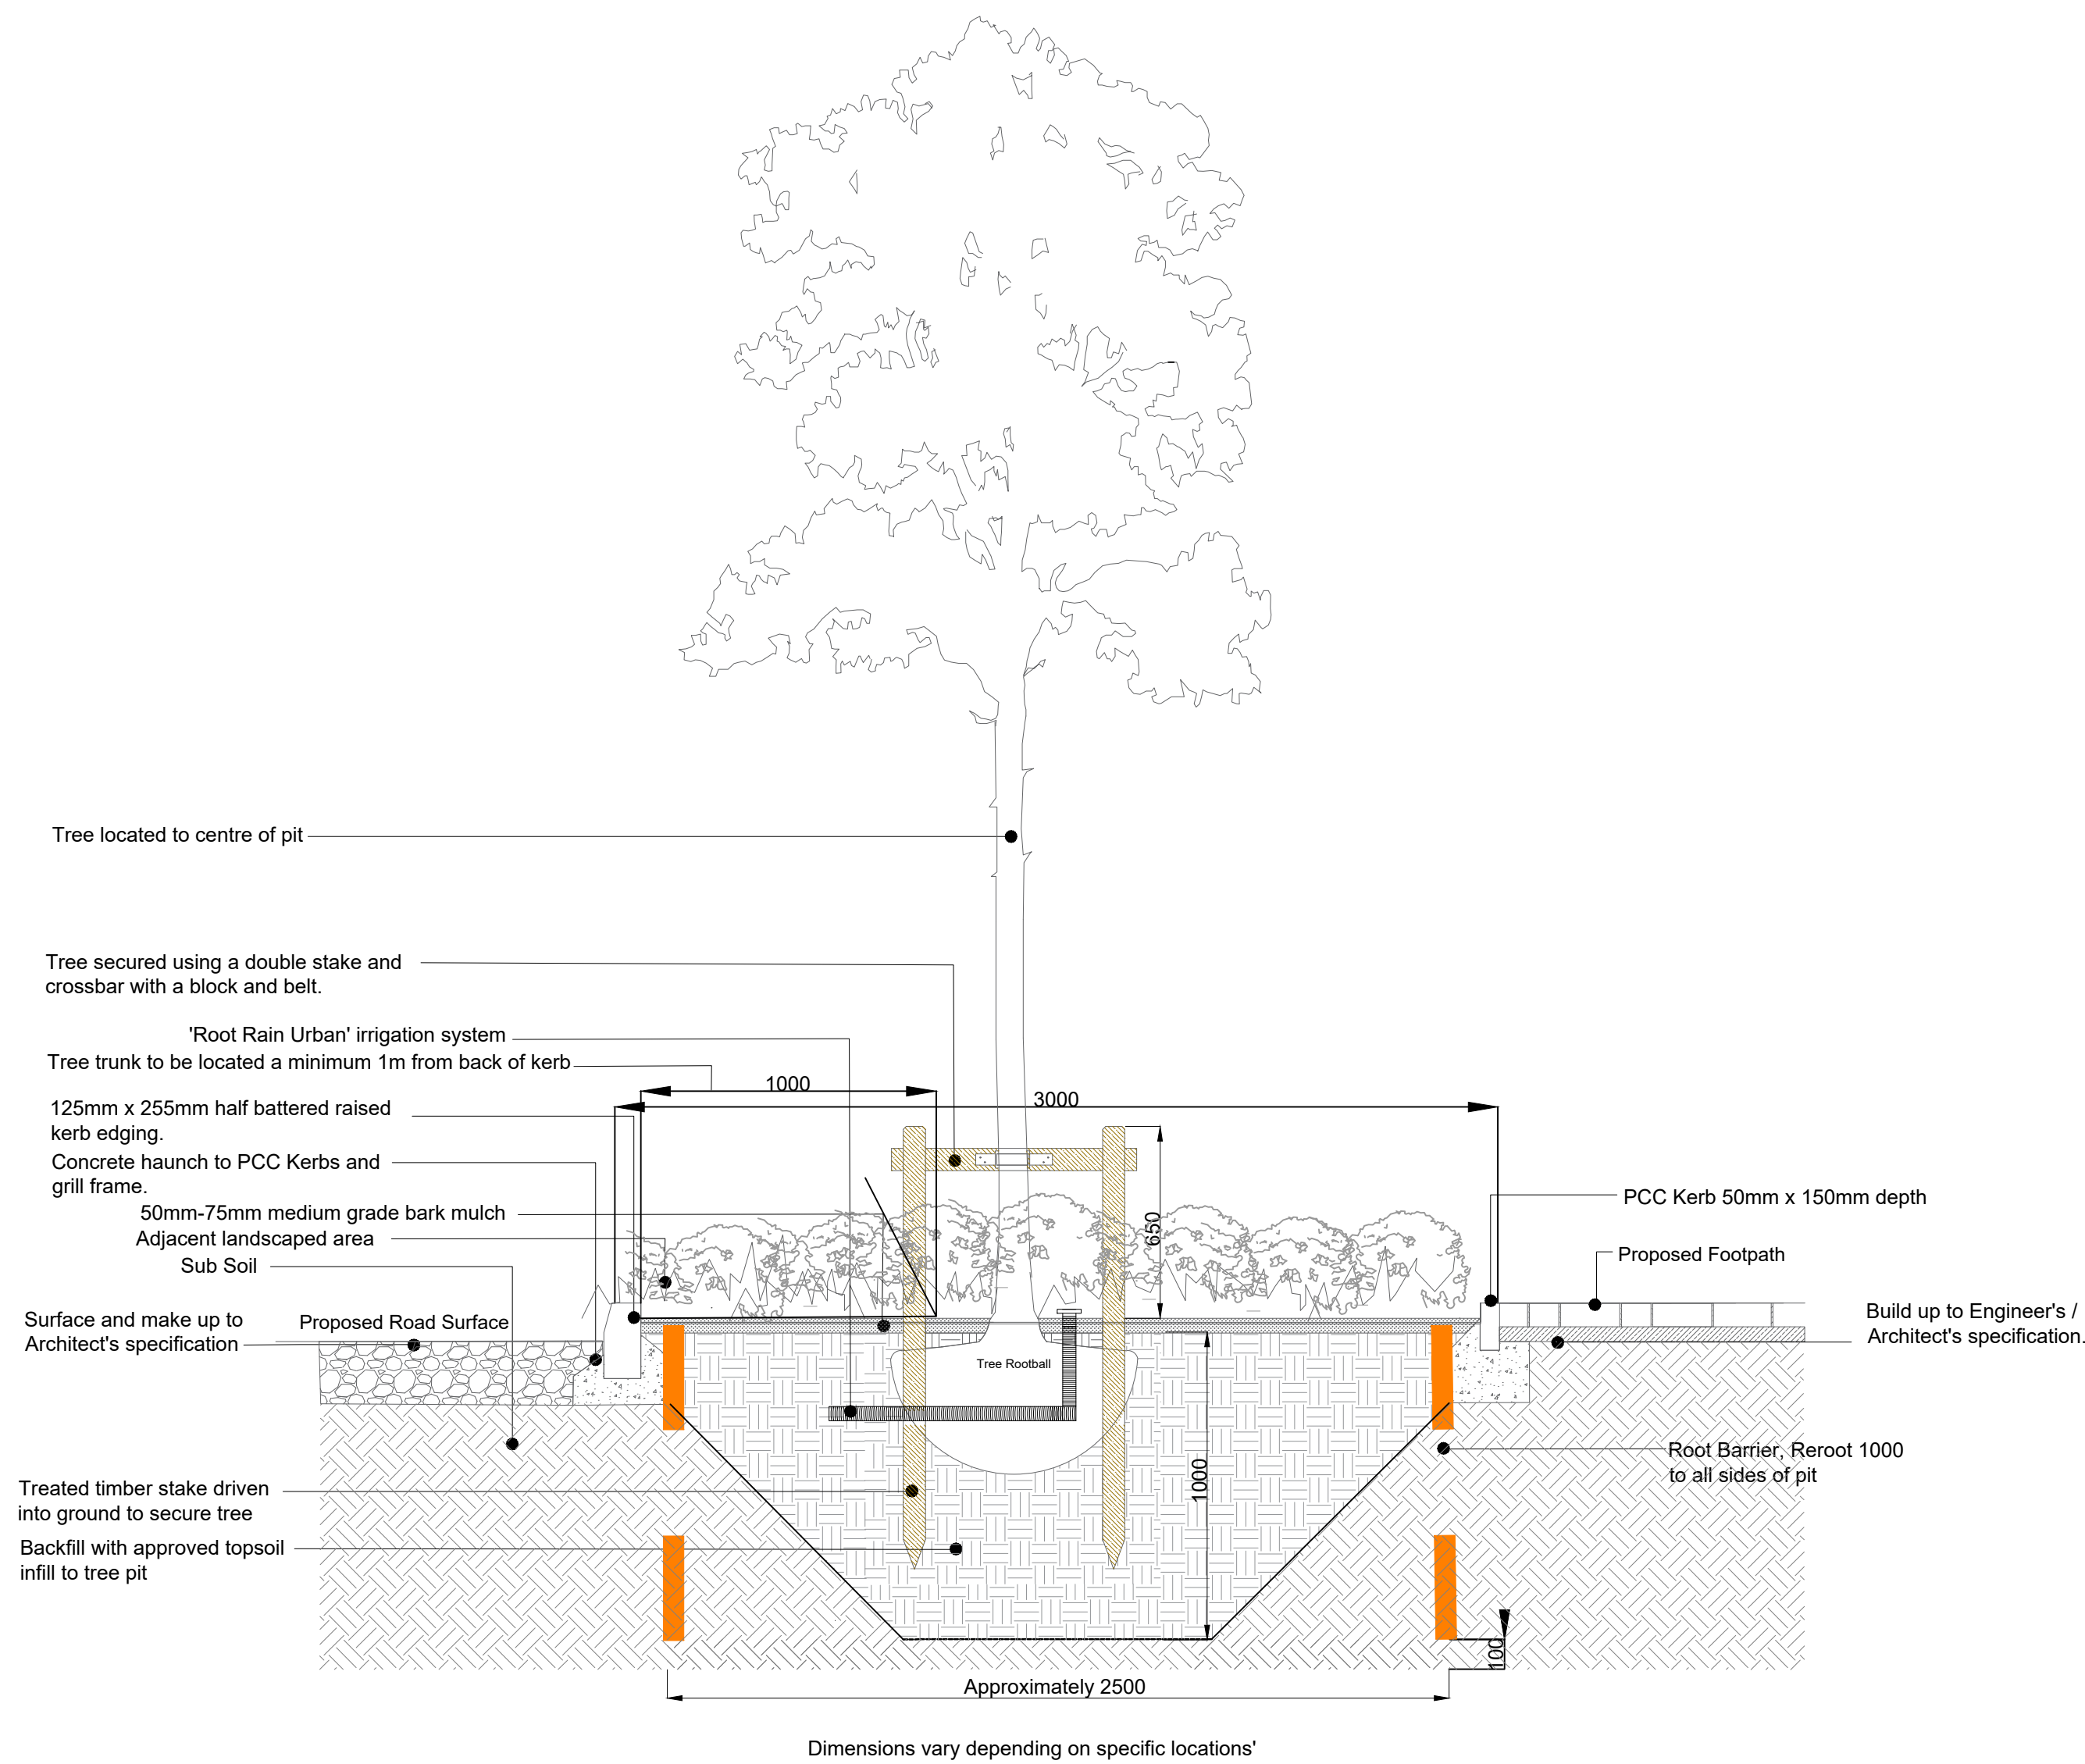 Tree located to centre of pit
Tree secured using a double stake and
crossbar with a block and belt.
'Root Rain Urban' irrigation system
Tree trunk to be located a minimum 1m from back of kerb
1000
3000
125mm x 255mm half battered raised
kerb edging.
Concrete haunch to PCC Kerbs and
grill frame.
50mm-75mm medium grade bark mulch
Adjacent landscaped area
Sub Soil
650
PCC Kerb 50mm x 150mm depth
Proposed Footpath
Surface and make up to
Architect's specification
Proposed Road Surface
Build up to Engineer's /
Architect's specification.
Tree Rootball
Root Barrier, Reroot 1000
to all sides of pit
1000
Treated timber stake driven
into ground to secure tree
Backfill with approved topsoil
infill to tree pit
100
Approximately 2500
Dimensions vary depending on specific locations'